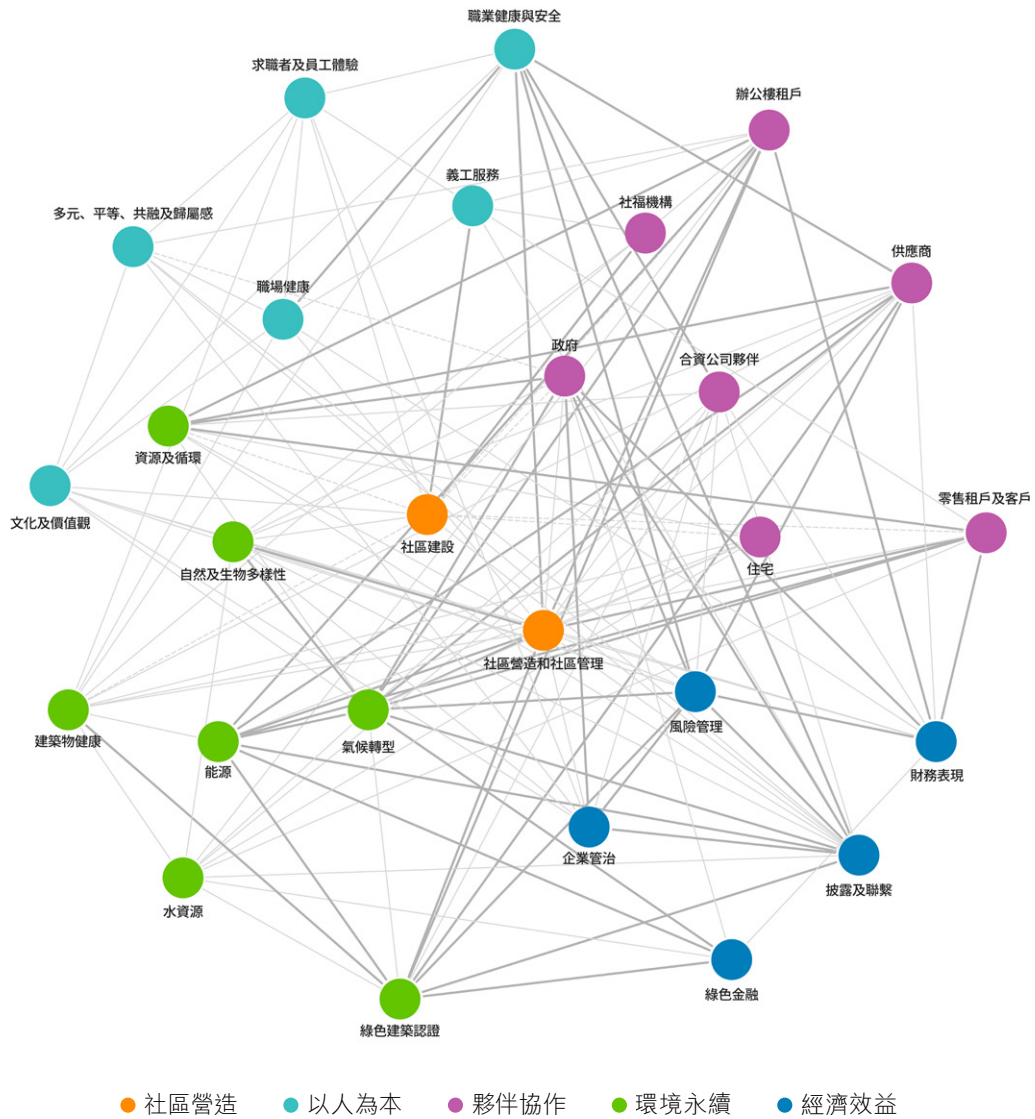 職業健康與安全
求職者及員工體驗
辦公樓租戶
義工服務
社福機構
多元、平等、共融及歸屬感
供應商
職場健康
政府
合資公司夥伴
資源及循環
零售租戶及客戶
文化及價值觀
社區建設
住宅
自然及生物多樣性
社區營造和社區管理
風險管理
建築物健康
氣候轉型
能源
財務表現
企業管治
披露及聯繫
水資源
綠色金融
綠色建築認證
社區營造 以人為本 夥伴協作 環境永續 經濟效益